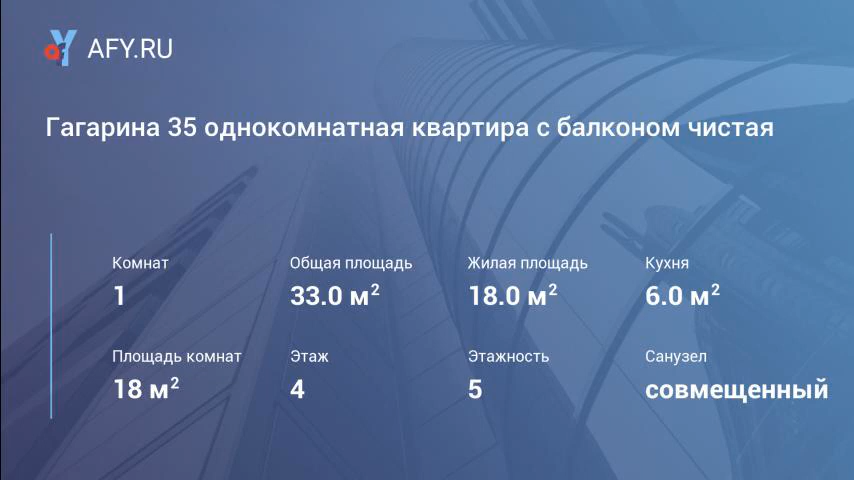 AFY.RU
Гагарина 35 однокомнатная квартира с балконом чистая
Комнат
1
Общая площадь
33.0 м²
Жилая площадь
18.0 м²
Кухня
6.0 м²
Площадь комнат
18 м²
Этаж
4
Этажность
5
Санузел
совмещенный